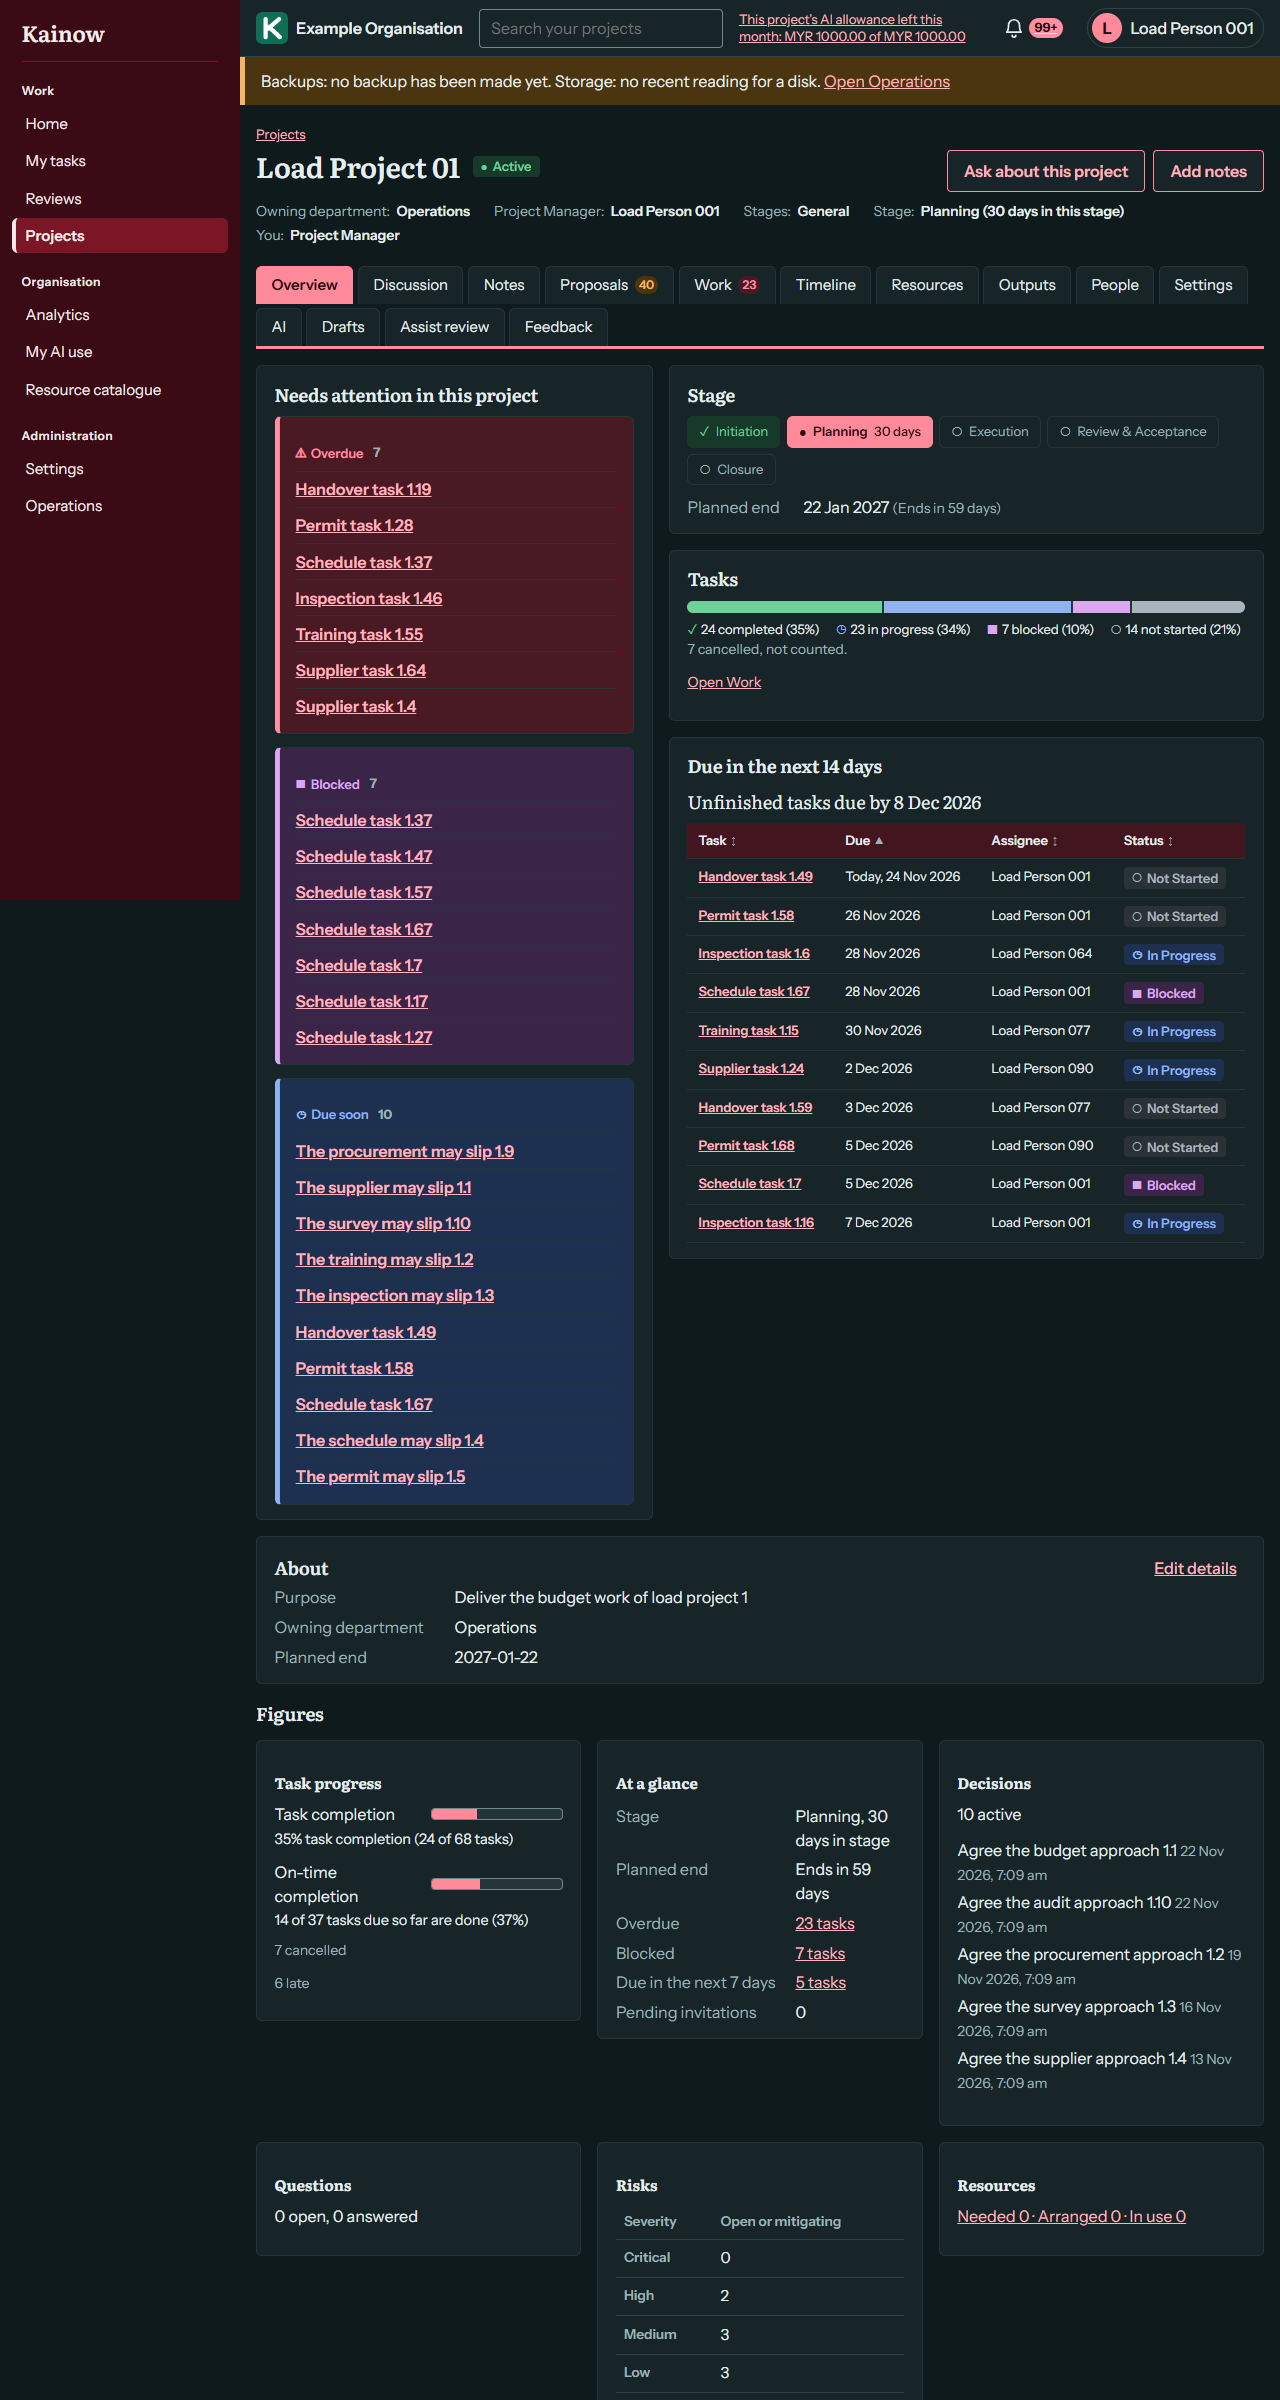 Kainow
Work
Home
My tasks
Reviews
Projects
Organisation
Analytics
My AI use
Resource catalogue
Administration
Settings
Operations
K
Example Organisation
Search your projects
This project's AI allowance left this
month: MYR 1000.00 of MYR 1000.00
99+
L
Load Person 001
Backups: no backup has been made yet. Storage: no recent reading for a disk. Open Operations
Projects
Load Project 01
Active
Ask about this project
Add notes
Owning department: Operations Project Manager: Load Person 001 Stages: General Stage: Planning (30 days in this stage)
You: Project Manager
Overview Discussion Notes Proposals 40 Work 23 Timeline Resources Outputs People Settings
AI Drafts Assist review Feedback
Needs attention in this project
Overdue 7
Handover task 1.19
Permit task 1.28
Schedule task 1.37
Inspection task 1.46
Training task 1.55
Supplier task 1.64
Supplier task 1.4
Blocked 7
Schedule task 1.37
Schedule task 1.47
Schedule task 1.57
Schedule task 1.67
Schedule task 1.7
Schedule task 1.17
Schedule task 1.27
Due soon 10
The procurement may slip 1.9
The supplier may slip 1.1
The survey may slip 1.10
The training may slip 1.2
The inspection may slip 1.3
Handover task 1.49
Permit task 1.58
Schedule task 1.67
The schedule may slip 1.4
The permit may slip 1.5
Stage
✓ Initiation ● Planning 30 days ○ Execution ○ Review & Acceptance
○ Closure
Planned end 22 Jan 2027 (Ends in 59 days)
Tasks
✓ 24 completed (35%) 23 in progress (34%) 7 blocked (10%) 14 not started (21%)
7 cancelled, not counted.
Open Work
Due in the next 14 days
Unfinished tasks due by 8 Dec 2026
Task Due Assignee Status
Handover task 1.49 Today, 24 Nov 2026 Load Person 001 Not Started
Permit task 1.58 26 Nov 2026 Load Person 001 Not Started
Inspection task 1.6 28 Nov 2026 Load Person 064 In Progress
Schedule task 1.67 28 Nov 2026 Load Person 001 Blocked
Training task 1.15 30 Nov 2026 Load Person 077 In Progress
Supplier task 1.24 2 Dec 2026 Load Person 090 In Progress
Handover task 1.59 3 Dec 2026 Load Person 077 Not Started
Permit task 1.68 5 Dec 2026 Load Person 090 Not Started
Schedule task 1.7 5 Dec 2026 Load Person 001 Blocked
Inspection task 1.16 7 Dec 2026 Load Person 001 In Progress
About
Edit details
Purpose Deliver the budget work of load project 1
Owning department Operations
Planned end 2027-01-22
Figures
Task progress
Task completion
35% task completion (24 of 68 tasks)
On-time
completion
14 of 37 tasks due so far are done (37%)
7 cancelled
6 late
At a glance
Stage Planning, 30
days in stage
Planned end Ends in 59
days
Overdue 23 tasks
Blocked 7 tasks
Due in the next 7 days 5 tasks
Pending invitations 0
Decisions
10 active
Agree the budget approach 1.1 22 Nov
2026, 7:09 am
Agree the audit approach 1.10 22 Nov
2026, 7:09 am
Agree the procurement approach 1.2 19
Nov 2026, 7:09 am
Agree the survey approach 1.3 16 Nov
2026, 7:09 am
Agree the supplier approach 1.4 13 Nov
2026, 7:09 am
Questions
0 open, 0 answered
Risks
Severity Open or mitigating
Critical 0
High 2
Medium 3
Low 3
Resources
Needed 0 · Arranged 0 · In use 0